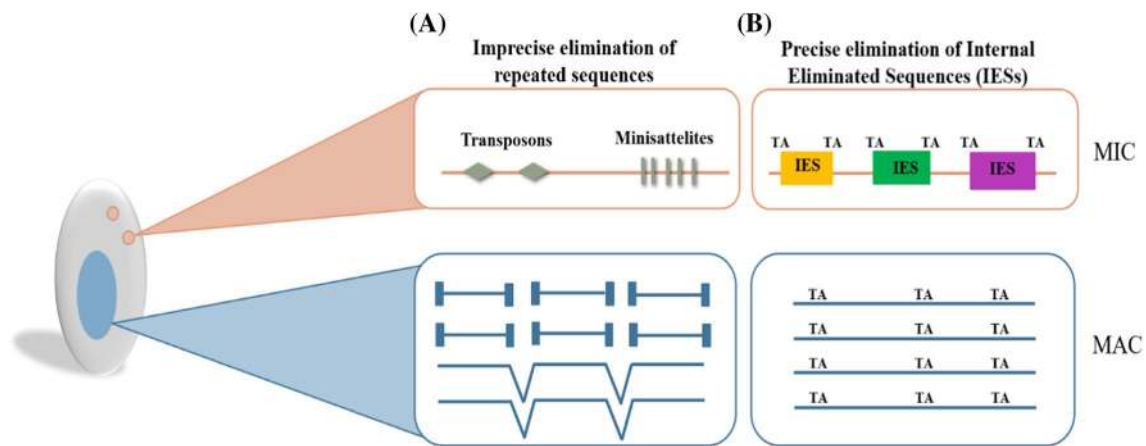 (A)
Imprecise elimination of
repeated sequences
(B)
Precise elimination of Internal
Eliminated Sequences (IESs)
Transposons
Minisattelites
TA TA TA TA TA TA
IES IES IES
MIC
TA TA TA
TA TA TA
TA TA TA
TA TA TA
MAC